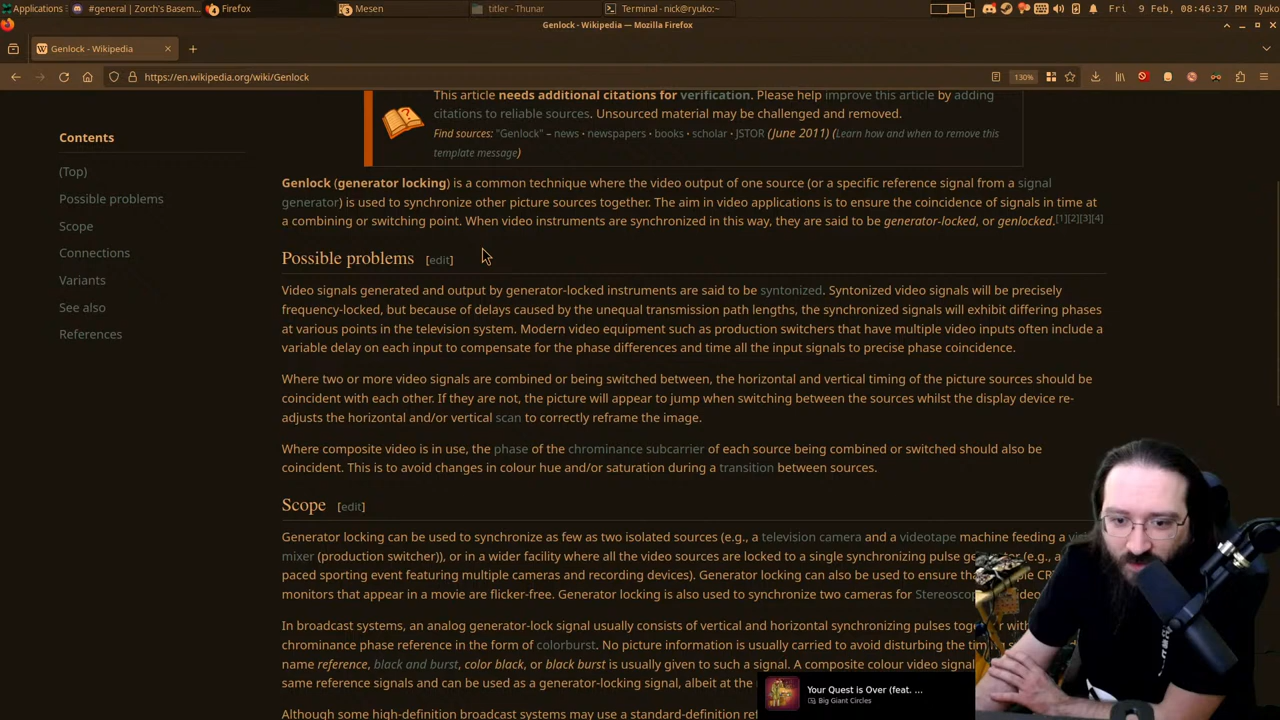 Applications
#general | Zorch's Basem...
Firefox
Mesen
titler - Thunar
Terminal - nick@ryuko:~
Fri 9 Feb, 08:46:37 PM Ryuko
Genlock - Wikipedia — Mozilla Firefox
Genlock - Wikipedia
https://en.wikipedia.org/wiki/Genlock
130%
This article needs additional citations for verification. Please help improve this article by adding
citations to reliable sources. Unsourced material may be challenged and removed.
Find sources: "Genlock" – news · newspapers · books · scholar · JSTOR (June 2011) (Learn how and when to remove this
template message)
Contents
(Top)
Possible problems
Scope
Connections
Variants
See also
References
Genlock (generator locking) is a common technique where the video output of one source (or a specific reference signal from a signal
generator) is used to synchronize other picture sources together. The aim in video applications is to ensure the coincidence of signals in time at
a combining or switching point. When video instruments are synchronized in this way, they are said to be generator-locked, or genlocked.[1][2][3][4]
Possible problems [edit]
Video signals generated and output by generator-locked instruments are said to be syntonized. Syntonized video signals will be precisely
frequency-locked, but because of delays caused by the unequal transmission path lengths, the synchronized signals will exhibit differing phases
at various points in the television system. Modern video equipment such as production switchers that have multiple video inputs often include a
variable delay on each input to compensate for the phase differences and time all the input signals to precise phase coincidence.
Where two or more video signals are combined or being switched between, the horizontal and vertical timing of the picture sources should be
coincident with each other. If they are not, the picture will appear to jump when switching between the sources whilst the display device re-
adjusts the horizontal and/or vertical scan to correctly reframe the image.
Where composite video is in use, the phase of the chrominance subcarrier of each source being combined or switched should also be
coincident. This is to avoid changes in colour hue and/or saturation during a transition between sources.
Scope [edit]
Generator locking can be used to synchronize as few as two isolated sources (e.g., a television camera and a videotape machine feeding a
mixer (production switcher)), or in a wider facility where all the video sources are locked to a single synchronizing pulse (e.g., a
paced sporting event featuring multiple cameras and recording devices). Generator locking can also be used to ensure
monitors that appear in a movie are flicker-free. Generator locking is also used to synchronize two cameras for
In broadcast systems, an analog generator-lock signal usually consists of vertical and horizontal synchronizing pulses
chrominance phase reference in the form of colorburst. No picture information is usually carried to avoid disturbing the
name reference, black and burst, color black, or black burst is usually given to such a signal. A composite colour video signal
same reference signals and can be used as a generator-locking signal, albeit at the
Although some high-definition broadcast systems may use a standard-definition
Your Quest is Over (feat. ...
Big Giant Circles